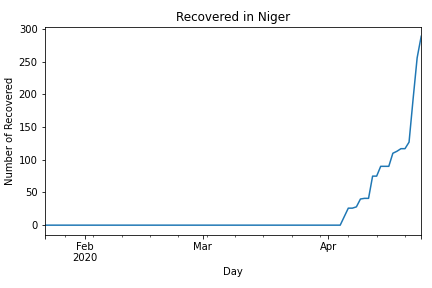 Recovered in Niger
Number of Recovered
300
250
200
150
100
50
0
Feb
2020
Mar
Apr
Day